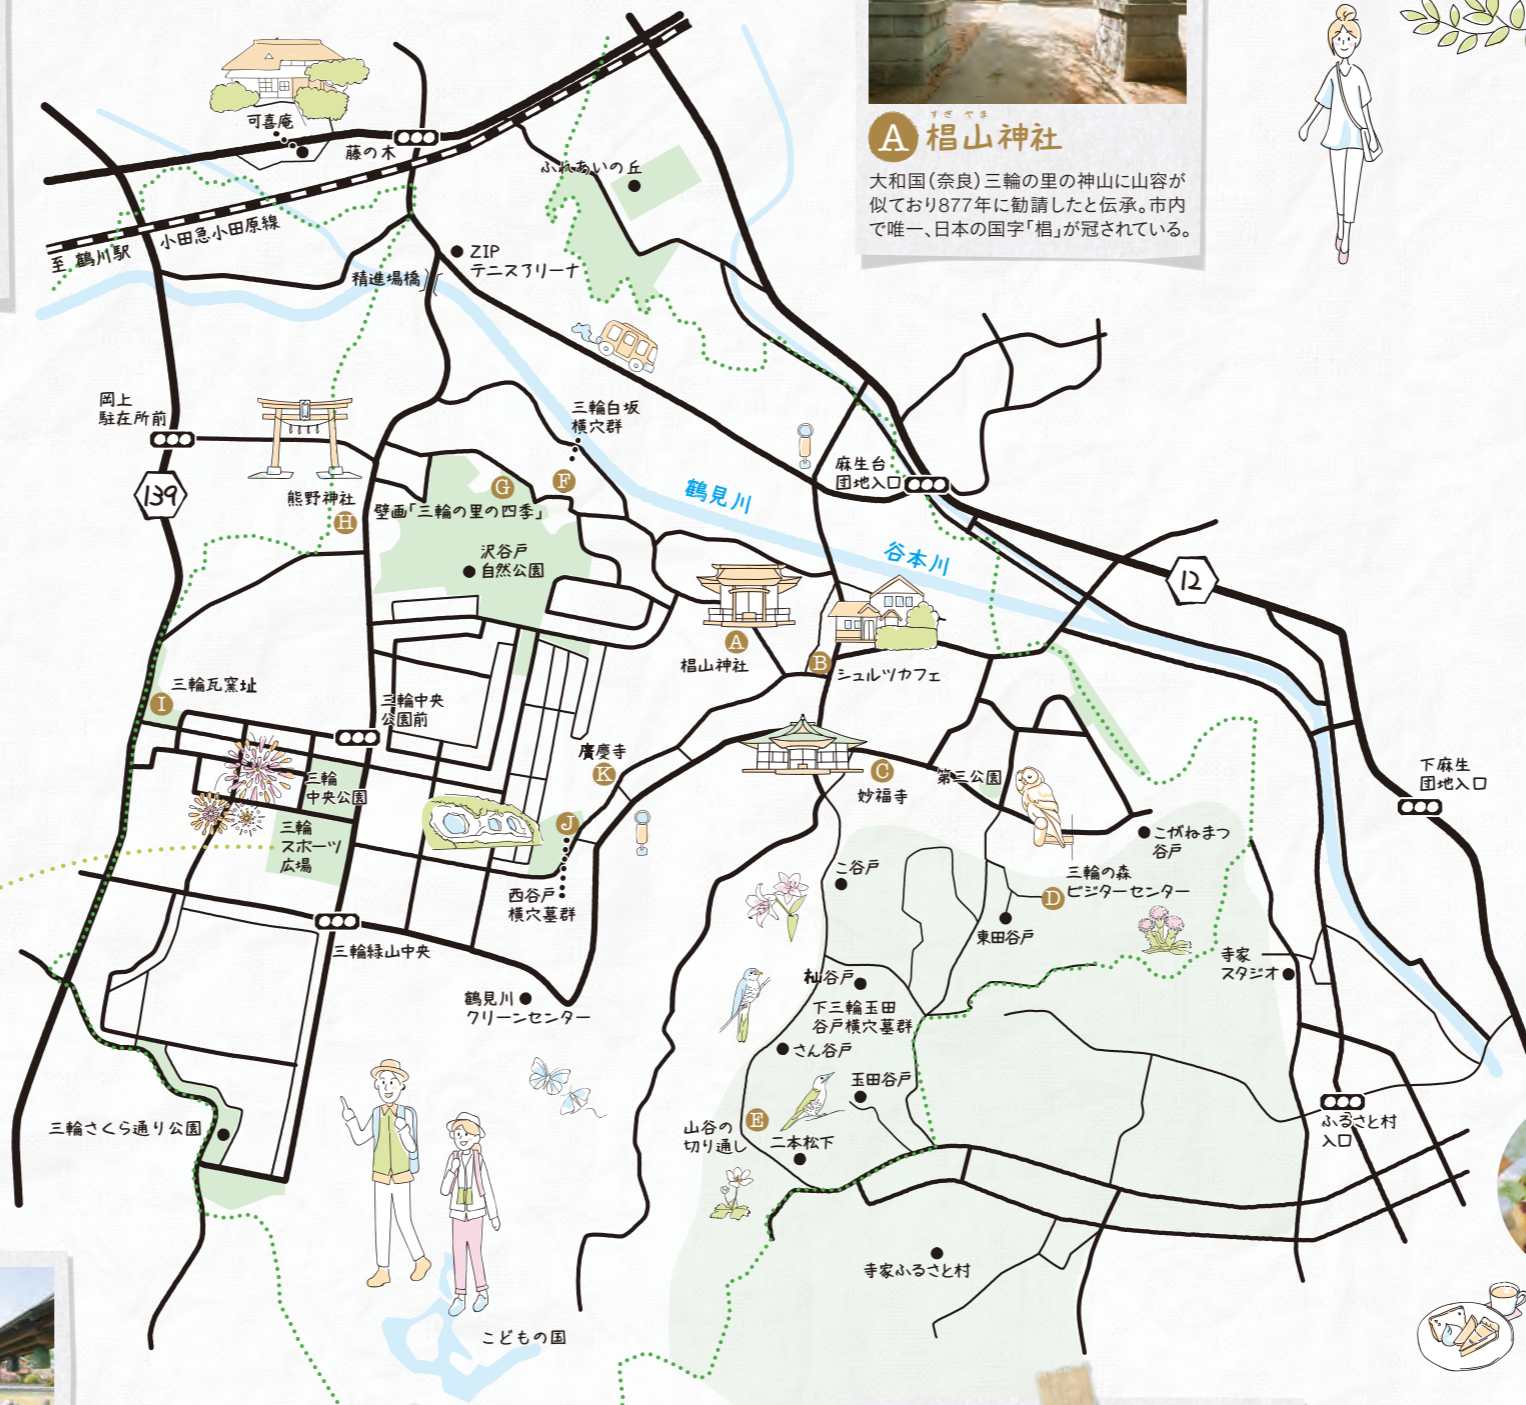 A 椙山神社
すぎやま
大和国(奈良)三輪の里の神山に山容が
似ており877年に勧請したと伝承。市内
で唯一、日本の国字「椙」が冠されている。
可喜庵
藤の木
ふれあいの丘
小田急小田原線
至 鶴川駅
ZIP
テニスアリーナ
精進場橋
岡上
駐在所前
139
三輪白坂
横穴群
F
G
壁画「三輪の里の四季」
熊野神社
H
沢谷戸
自然公園
鶴見川
谷本川
麻生台
団地入口
12
A
椙山神社
B
シュルツカフェ
I
三輪瓦窯址
三輪中央
公園前
三輪
中央公園
三輪
スポーツ
広場
廣慶寺
K
J
西谷戸
横穴墓群
C
妙福寺
第三公園
下麻生
団地入口
こがねまつ
谷戸
三輪の森
ビジターセンター
D
こ谷戸
東田谷戸
三輪緑山中央
鶴見川
クリーンセンター
杣谷戸
下三輪玉田
谷戸横穴墓群
さん谷戸
玉田谷戸
寺家
スタジオ
三輪さくら通り公園
山谷の
切り通し
E
二本松下
ふるさと村
入口
寺家ふるさと村
こどもの国